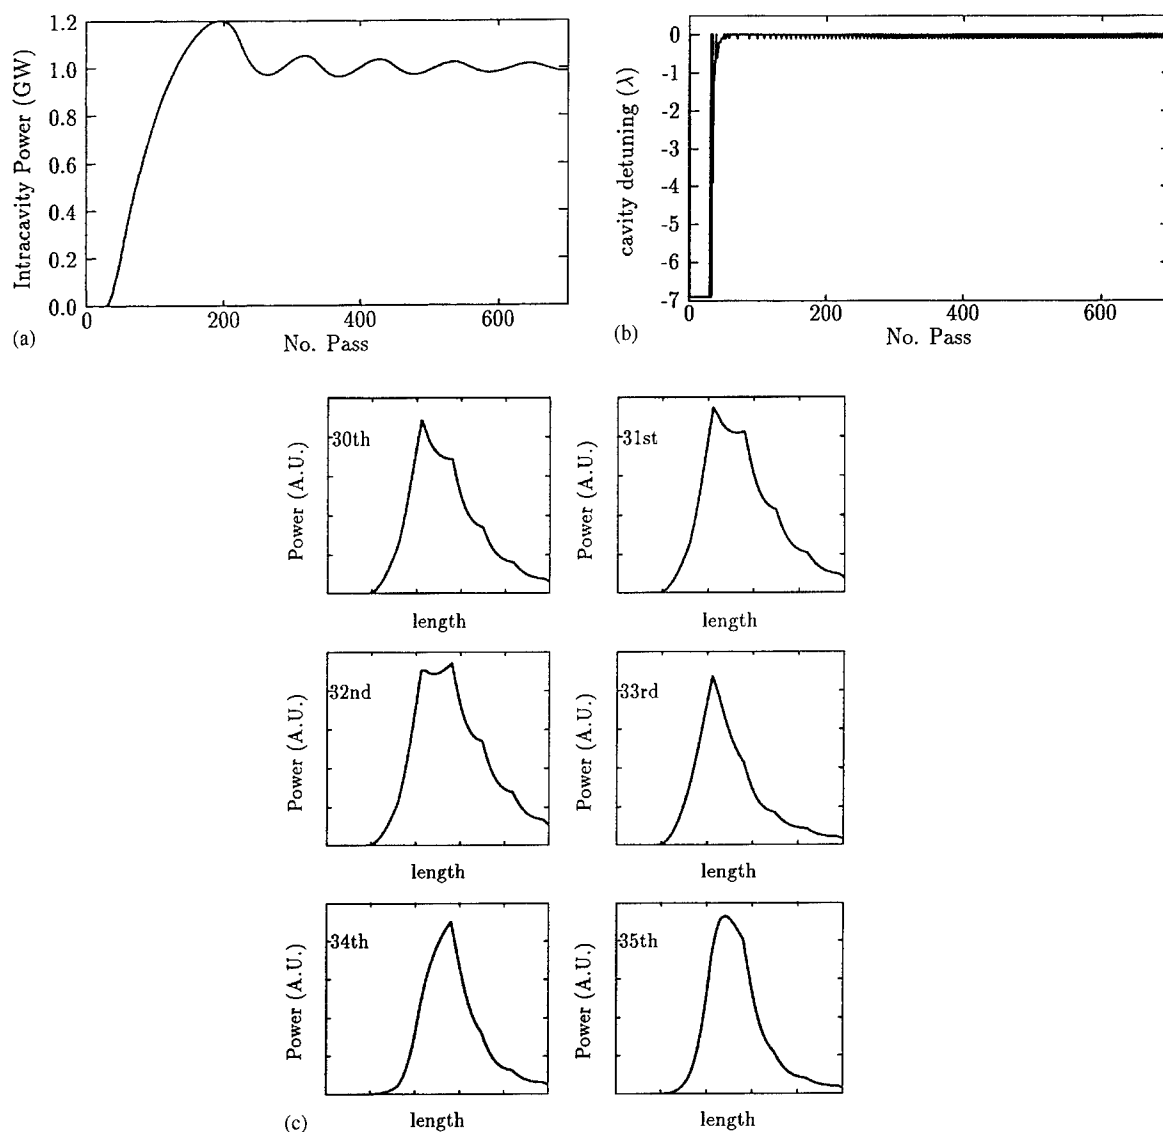 Intracavity Power (GW)
1.2
1.0
0.8
0.6
0.4
0.2
0.0
0
200
400
600
No. Pass
(a)
cavity detuning (λ)
0
-1
-2
-3
-4
-5
-6
-7
0
200
400
600
No. Pass
(b)
Power (A.U.)
30th
length
Power (A.U.)
31st
length
Power (A.U.)
32nd
length
Power (A.U.)
33rd
length
Power (A.U.)
34th
length
Power (A.U.)
35th
length
(c)